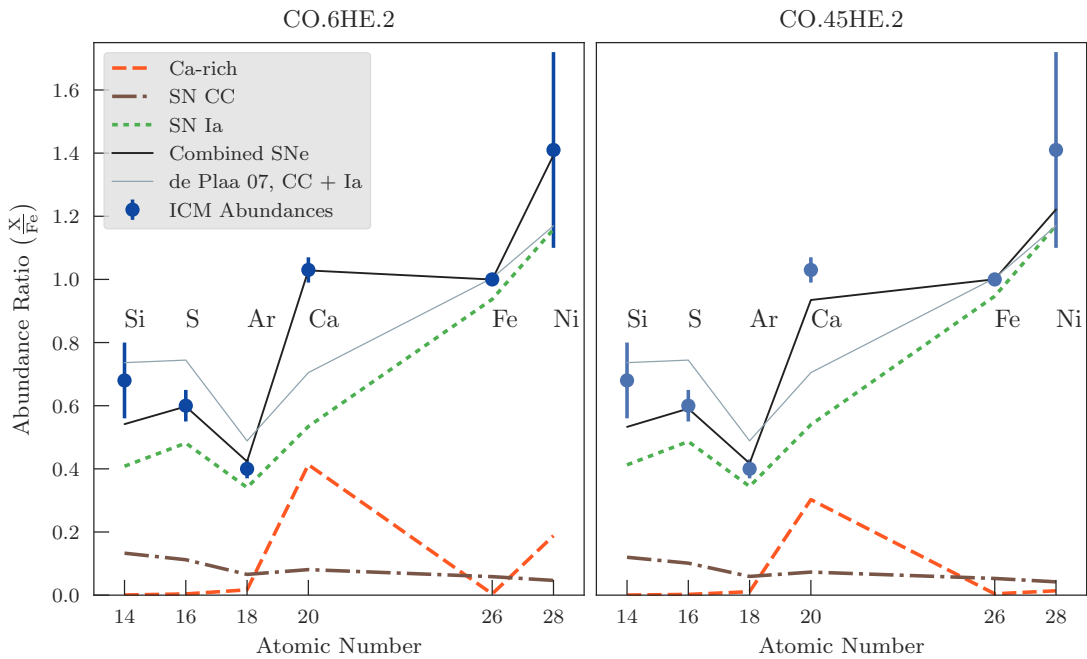 CO.6HE.2
CO.45HE.2
Ca-rich
SN CC
SN Ia
Combined SNe
de Plaa 07, CC + Ia
ICM Abundances
Abundance Ratio (X/Fe)
1.6
1.4
1.2
1.0
0.8
0.6
0.4
0.2
0.0
Si S Ar Ca Fe Ni
Si S Ar Ca Fe Ni
14 16 18 20 26 28
14 16 18 20 26 28
Atomic Number
Atomic Number